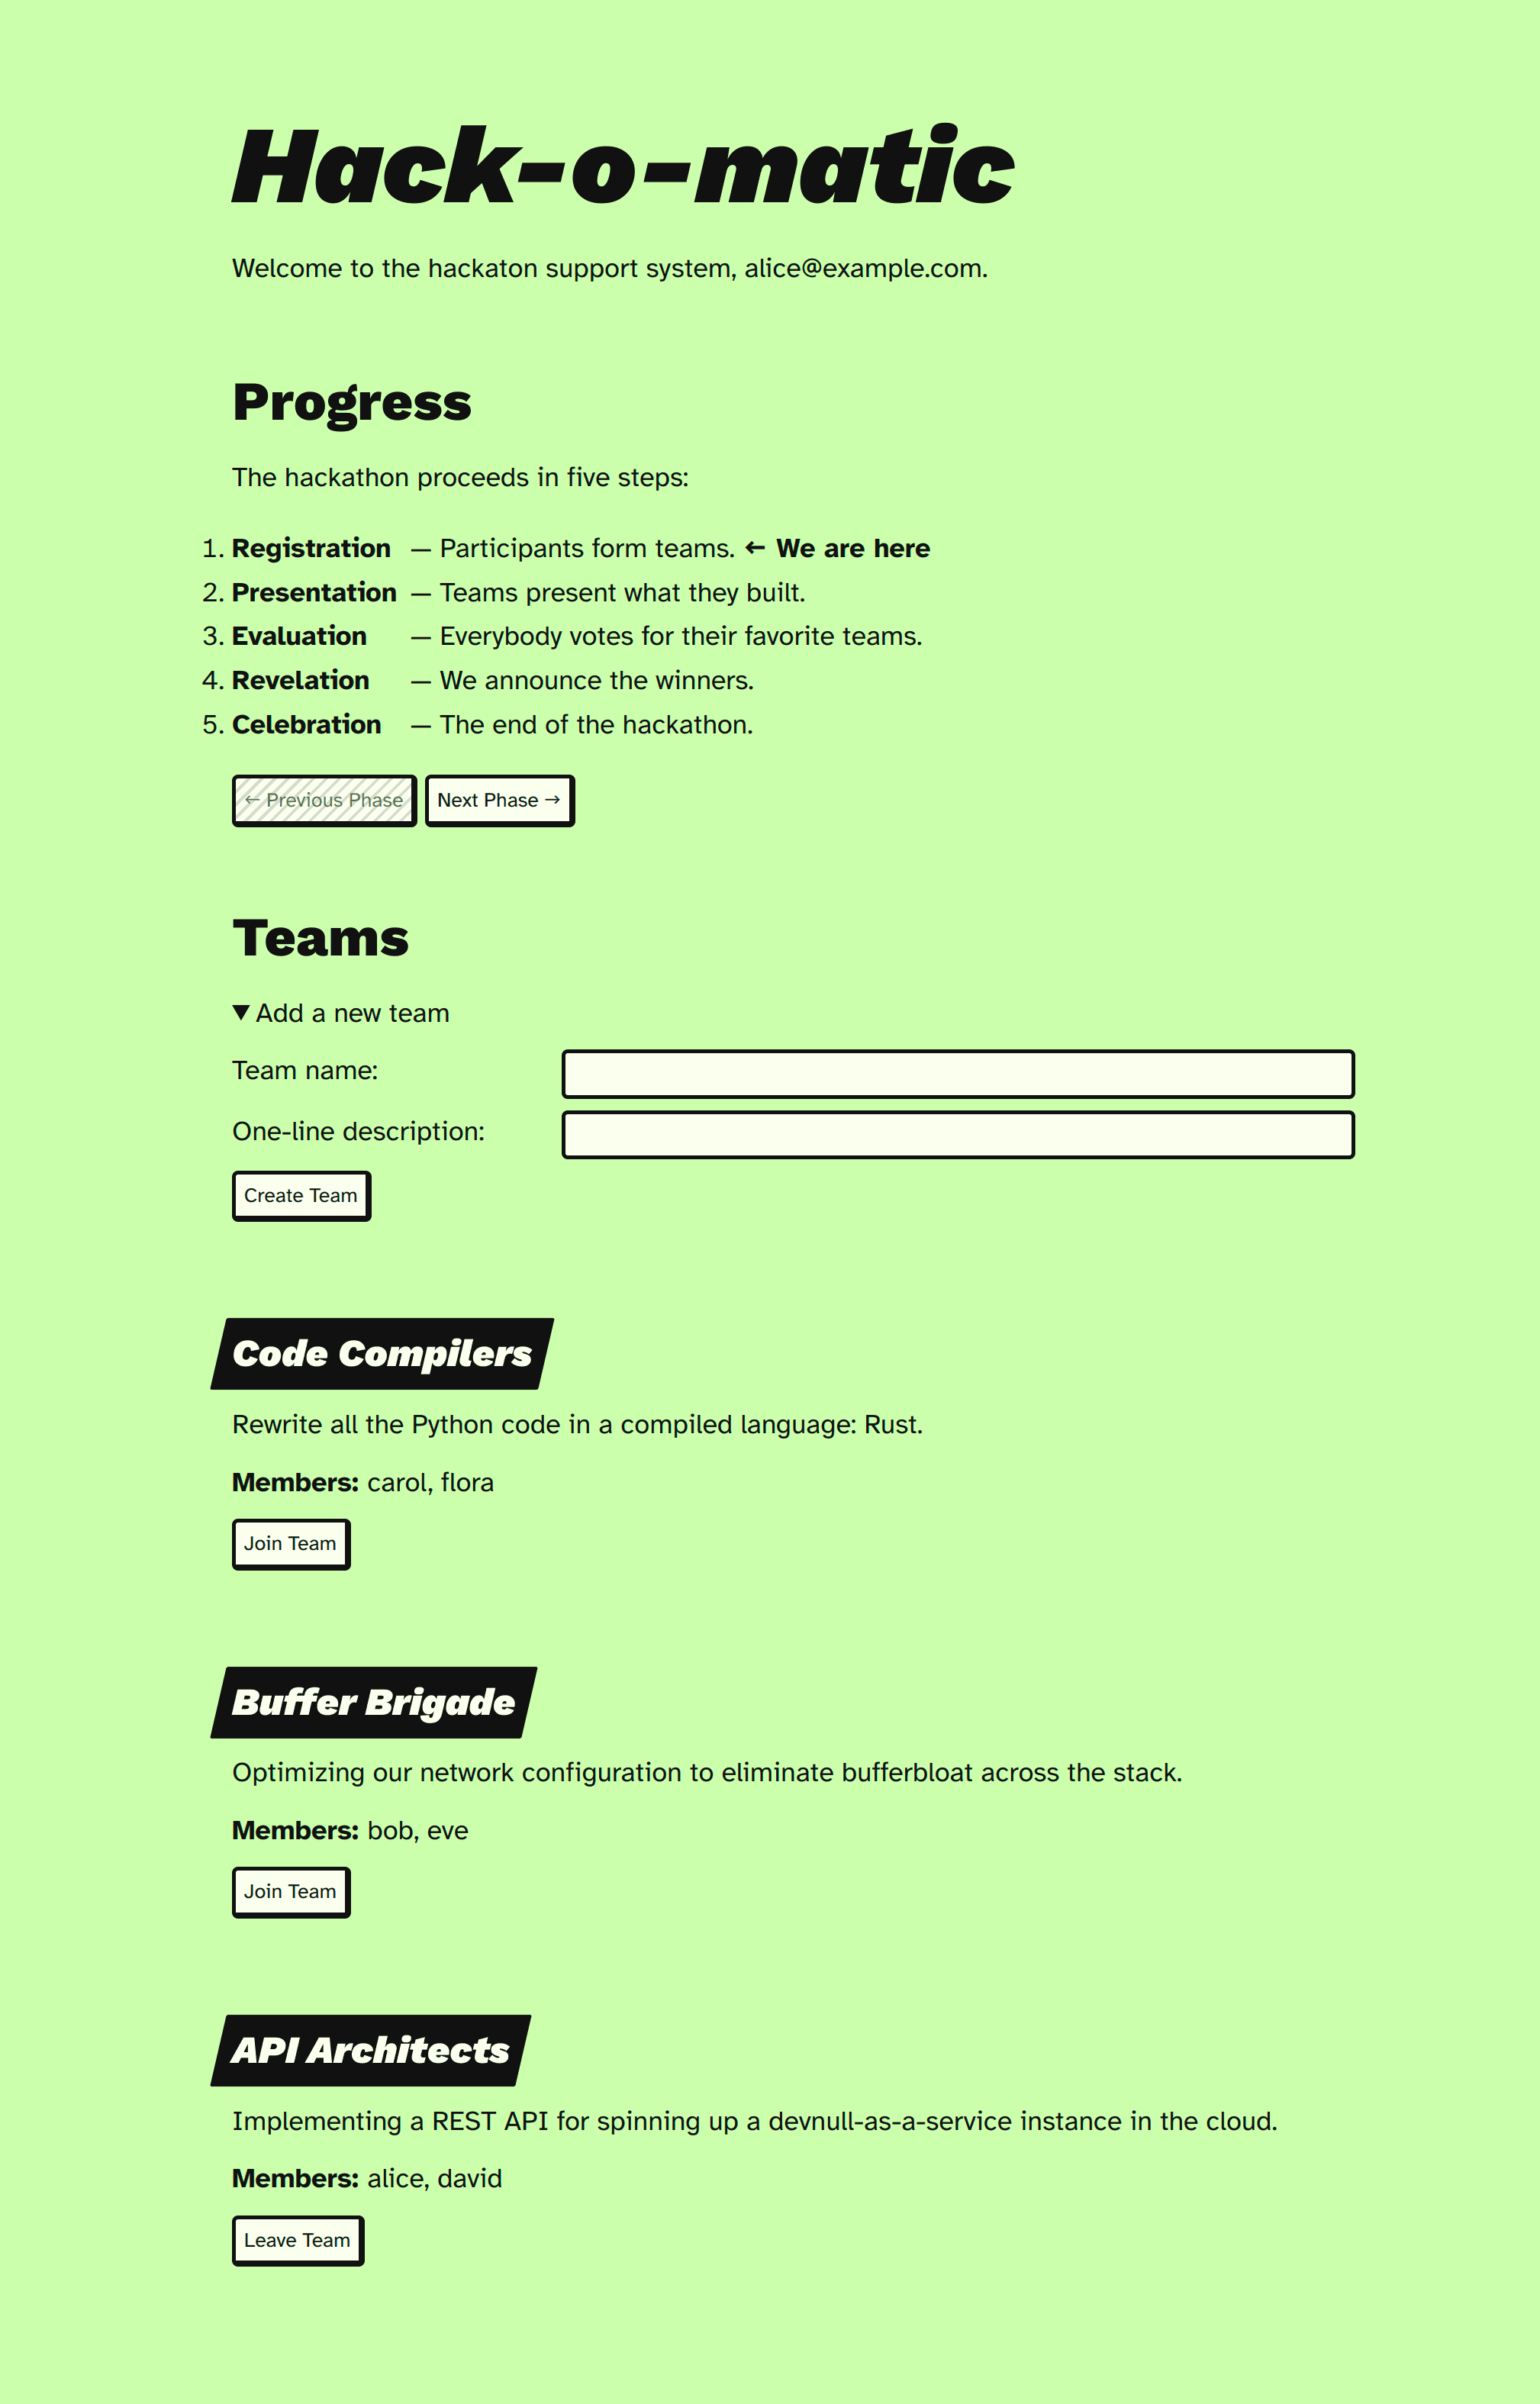 Hack-o-matic
Welcome to the hackaton support system, alice@example.com.
Progress
The hackathon proceeds in five steps:
1. Registration — Participants form teams. ← We are here
2. Presentation — Teams present what they built.
3. Evaluation — Everybody votes for their favorite teams.
4. Revelation — We announce the winners.
5. Celebration — The end of the hackathon.
← Previous Phase Next Phase →
Teams
▼ Add a new team
Team name:
One-line description:
Create Team
Code Compilers
Rewrite all the Python code in a compiled language: Rust.
Members: carol, flora
Join Team
Buffer Brigade
Optimizing our network configuration to eliminate bufferbloat across the stack.
Members: bob, eve
Join Team
API Architects
Implementing a REST API for spinning up a devnull-as-a-service instance in the cloud.
Members: alice, david
Leave Team